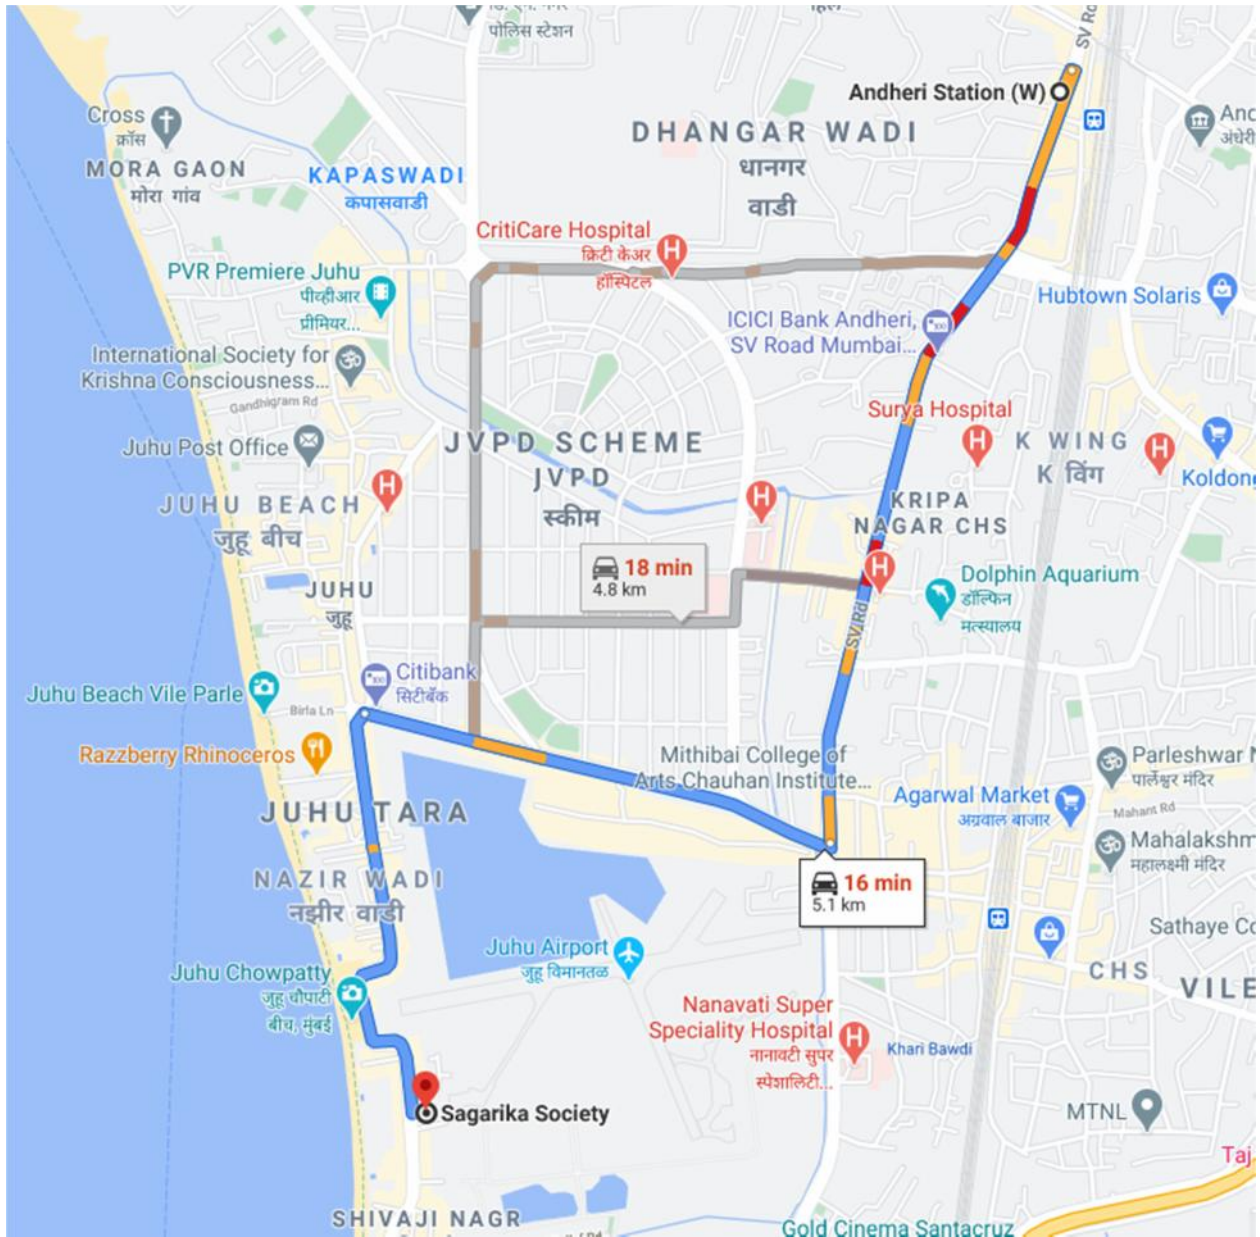 पोलिस स्टेशन
SV Rd
Andheri Station (W)
Cross
क्रॉस
DHANGAR WADI
धानगर
वाडी
MORA GAON
मोरा गांव
KAPASWADI
कपासवाडी
CritiCare Hospital
क्रिटी केअर
हॉस्पिटल
PVR Premiere Juhu
पीव्हीआर
प्रीमियर...
Hubtown Solaris
ICICI Bank Andheri,
SV Road Mumbai...
International Society for
Krishna Consciousness...
Gandhigram Rd
Surya Hospital
Juhu Post Office
JVPD SCHEME
JVPD
स्कीम
K WING
K विंग
Koldong
JUHU BEACH
जुहू बीच
KRIPA
NAGAR CHS
18 min
4.8 km
Dolphin Aquarium
डॉल्फिन
मत्स्यालय
JUHU
जुहू
SV Rd
Citibank
सिटीबँक
Juhu Beach Vile Parle
Birla Ln
Razzberry Rhinoceros
Mithibai College of
Arts Chauhan Institute...
Parleshwar
पार्लेश्वर मंदिर
Agarwal Market
अग्रवाल बाजार
Mahant Rd
JUHU TARA
Mahalakshm
महालक्ष्मी मंदिर
NAZIR WADI
नझीर वाडी
16 min
5.1 km
Sathaye Co
Juhu Airport
जुहू विमानतळ
Juhu Chowpatty
जुहू चौपाटी
बीच, मुंबई
CHS
VILE
Nanavati Super
Speciality Hospital
नानावटी सुपर
स्पेशालिटी...
Khari Bawdi
Sagarika Society
MTNL
Taj
SHIVAJI NAGR
Gold Cinema Santacruz